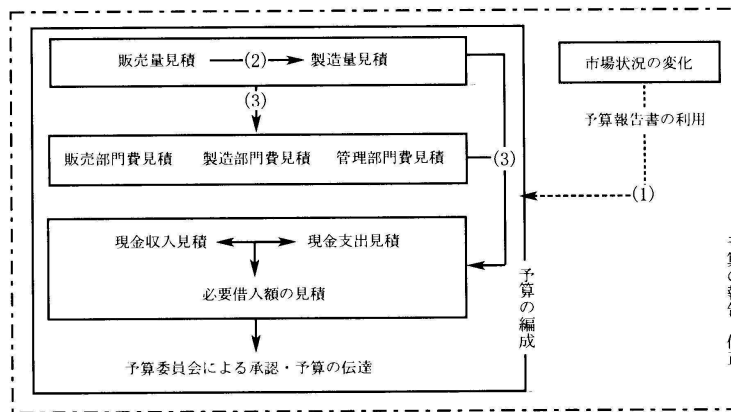 販売量見積 (2) 製造量見積
(3)
販売部門費見積 製造部門費見積 管理部門費見積
(3)
現金収入見積 現金支出見積
必要借入額の見積
予算委員会による承認・予算の伝達
予算の編成
市場状況の変化
予算報告書の利用
(1)